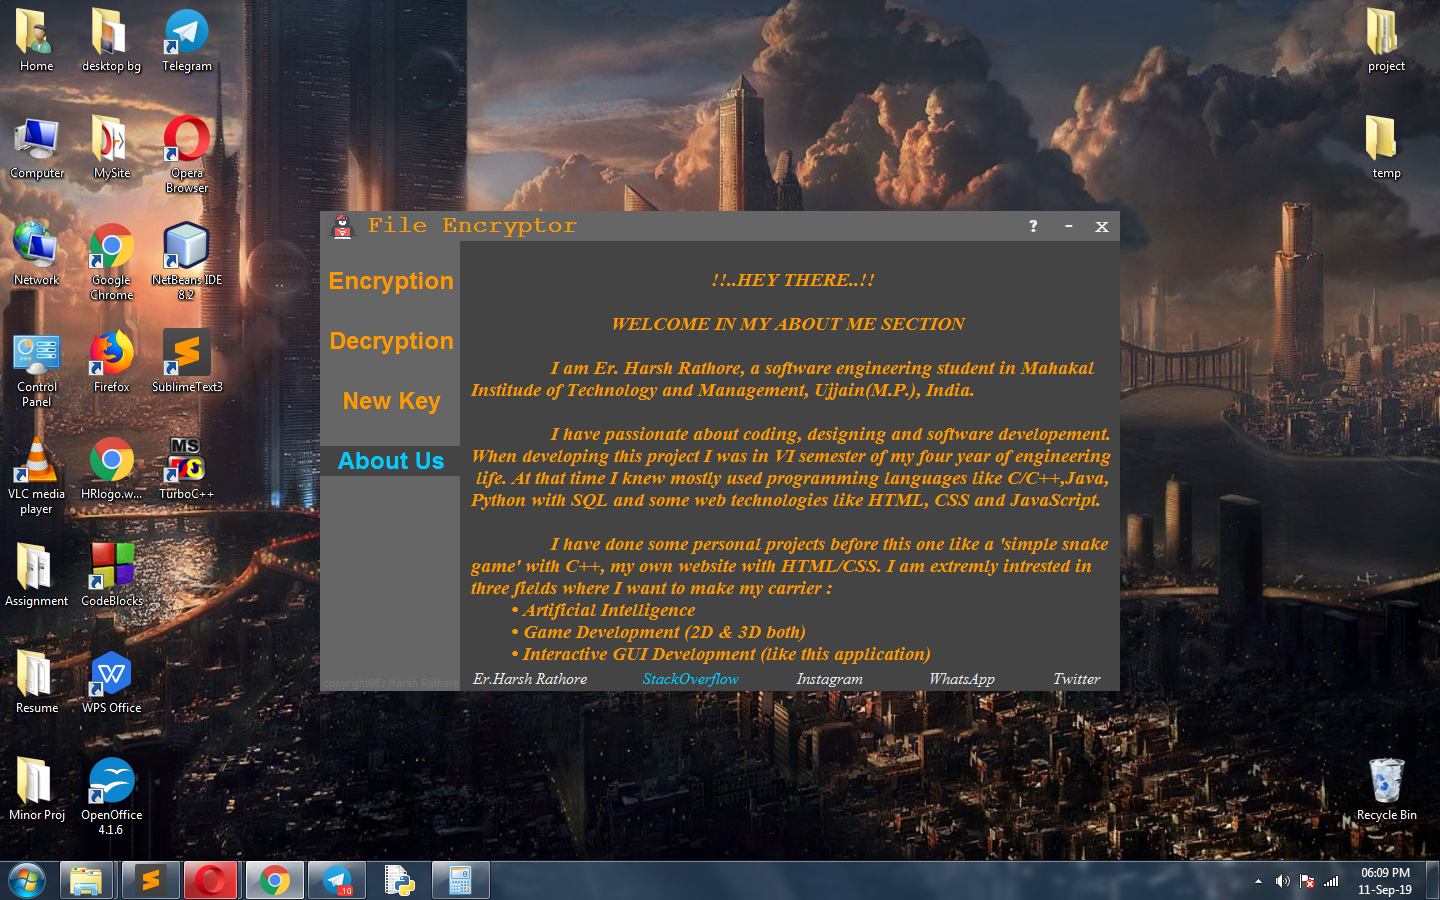 Home
desktop bg
Telegram
project
Computer
MySite
Opera
Browser
temp
Network
Google
Chrome
NetBeans IDE
8.2
Control
Panel
Firefox
SublimeText3
VLC media
player
HRlogo.w...
MS
TurboC++
Assignment
CodeBlocks
Resume
WPS Office
Minor Proj
OpenOffice
4.1.6
Recycle Bin
File Encryptor
? - x
Encryption
Decryption
New Key
About Us
copyright©Er.Harsh Rathore
!!..HEY THERE..!!
WELCOME IN MY ABOUT ME SECTION
I am Er. Harsh Rathore, a software engineering student in Mahakal
Institude of Technology and Management, Ujjain(M.P.), India.
I have passionate about coding, designing and software developement.
When developing this project I was in VI semester of my four year of engineering
life. At that time I knew mostly used programming languages like C/C++,Java,
Python with SQL and some web technologies like HTML, CSS and JavaScript.
I have done some personal projects before this one like a 'simple snake
game' with C++, my own website with HTML/CSS. I am extremly intrested in
three fields where I want to make my carrier :
• Artificial Intelligence
• Game Development (2D & 3D both)
• Interactive GUI Development (like this application)
Er.Harsh Rathore StackOverflow Instagram WhatsApp Twitter
..10
06:09 PM
11-Sep-19